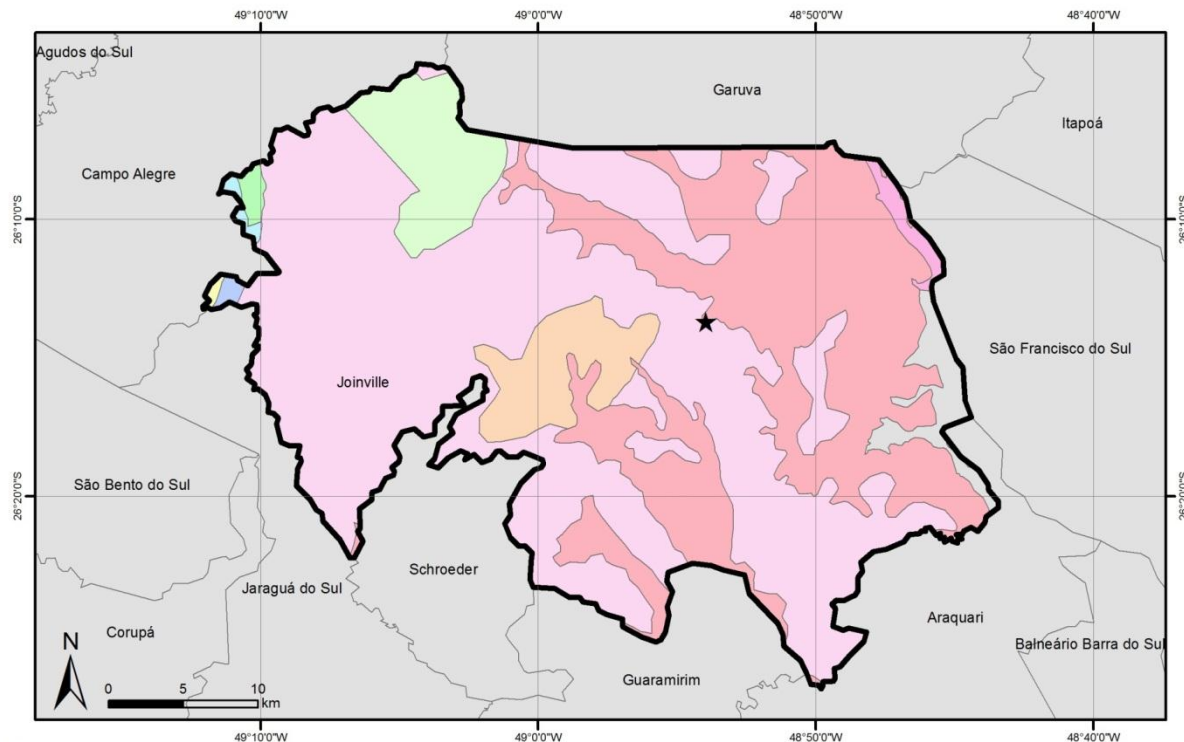 49°10'0"W 49°0'0"W 48°50'0"W 48°40'0"W
Agudos do Sul
Garuva
Itapoá
Campo Alegre
26°10'0"S 26°10'0"S
São Francisco do Sul
Joinville
São Bento do Sul
26°20'0"S 26°20'0"S
Schroeder
Jaraguá do Sul
Araquari
Corupá
Balneário Barra do Sul
N
Guaramirim
0 5 10
km
49°10'0"W 49°0'0"W 48°50'0"W 48°40'0"W